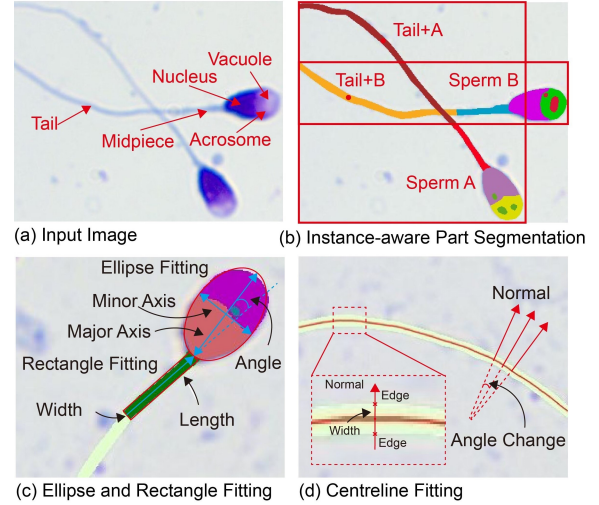 Vacuole
Nucleus
Tail
Midpiece
Acrosome
(a) Input Image
Tail+A
Tail+B
Sperm B
Sperm A
(b) Instance-aware Part Segmentation
Ellipse Fitting
Minor Axis
Major Axis
Rectangle Fitting
Angle
Width
Length
(c) Ellipse and Rectangle Fitting
Normal
Normal
Edge
Width
Edge
Angle Change
(d) Centreline Fitting